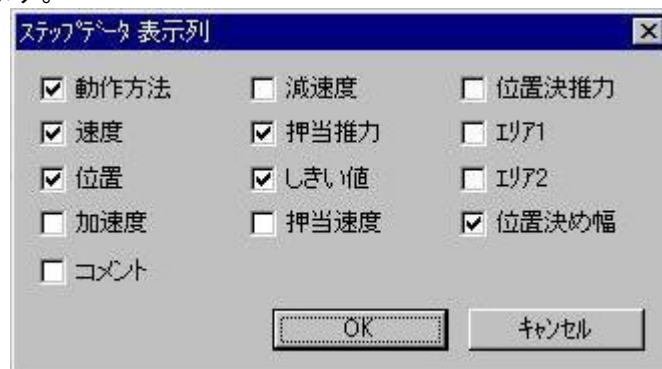 ステップデータ 表示列
動作方法 減速度 位置決推力
速度 押当推力 エリア1
位置 しきい値 エリア2
加速度 押当速度 位置決め幅
コメント
OK キャンセル